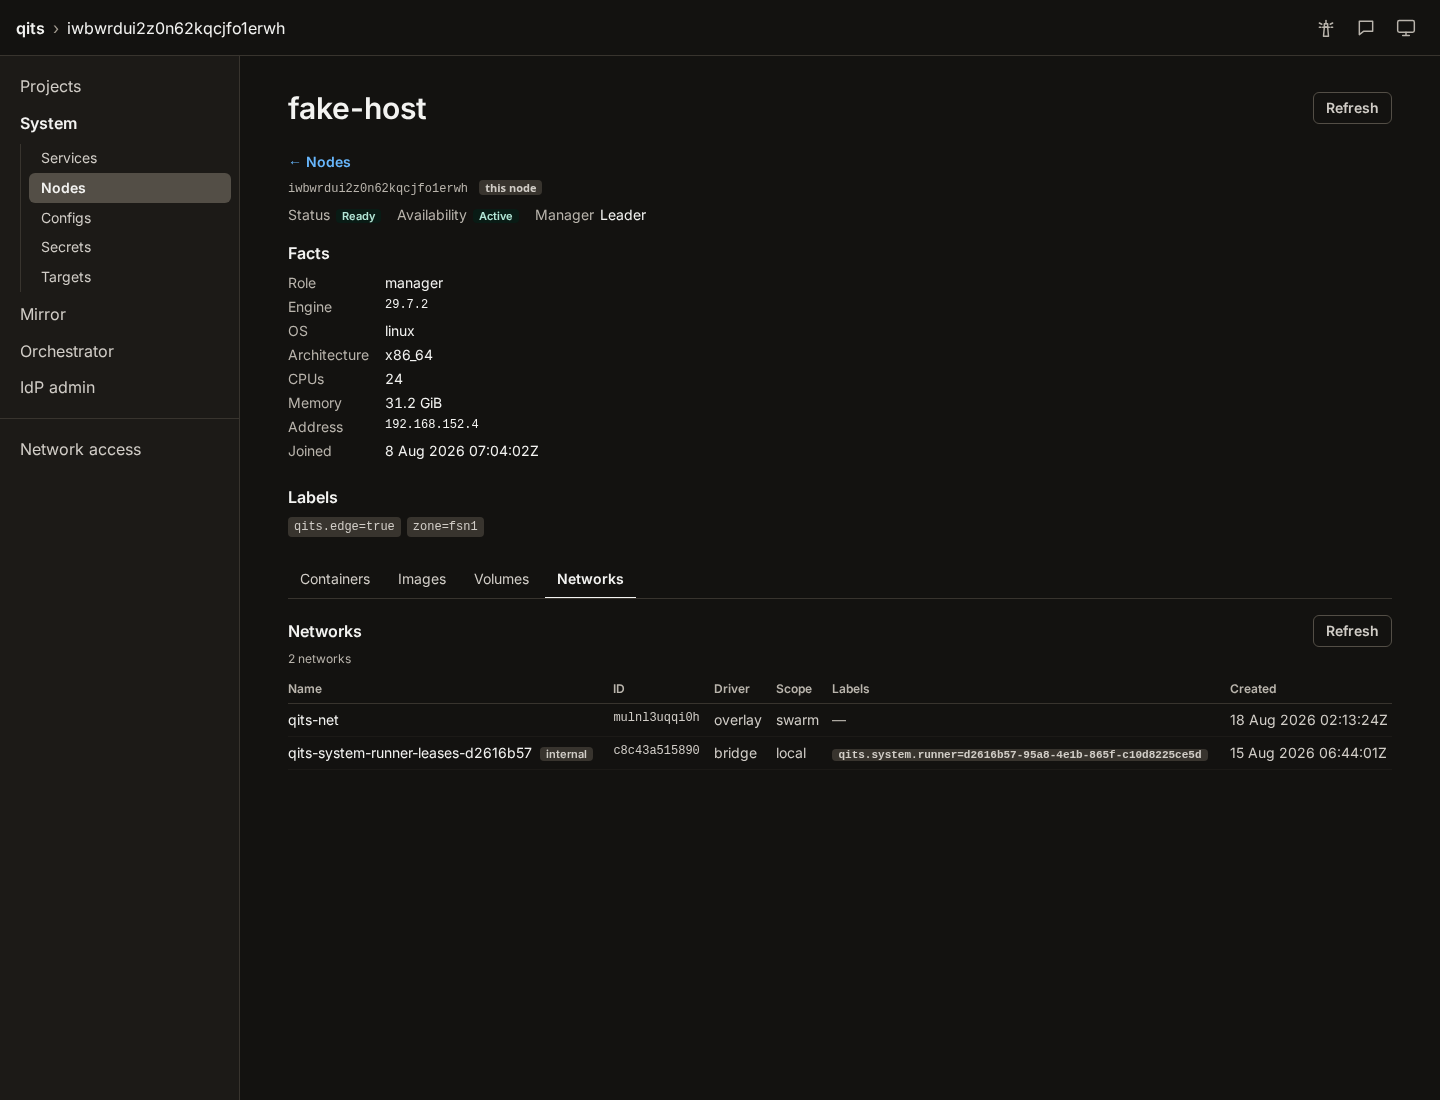 qits › iwbwrdui2z0n62kqcjfo1erwh
Projects
System
Services
Nodes
Configs
Secrets
Targets
Mirror
Orchestrator
IdP admin
Network access
fake-host
Refresh
← Nodes
iwbwrdui2z0n62kqcjfo1erwh this node
Status Ready Availability Active Manager Leader
Facts
Role manager
Engine 29.7.2
OS linux
Architecture x86_64
CPUs 24
Memory 31.2 GiB
Address 192.168.152.4
Joined 8 Aug 2026 07:04:02Z
Labels
qits.edge=true zone=fsn1
Containers Images Volumes Networks
Networks
Refresh
2 networks
Name ID Driver Scope Labels Created
qits-net mulnl3uqqi0h overlay swarm — 18 Aug 2026 02:13:24Z
qits-system-runner-leases-d2616b57 internal c8c43a515890 bridge local qits.system.runner=d2616b57-95a8-4e1b-865f-c10d8225ce5d 15 Aug 2026 06:44:01Z